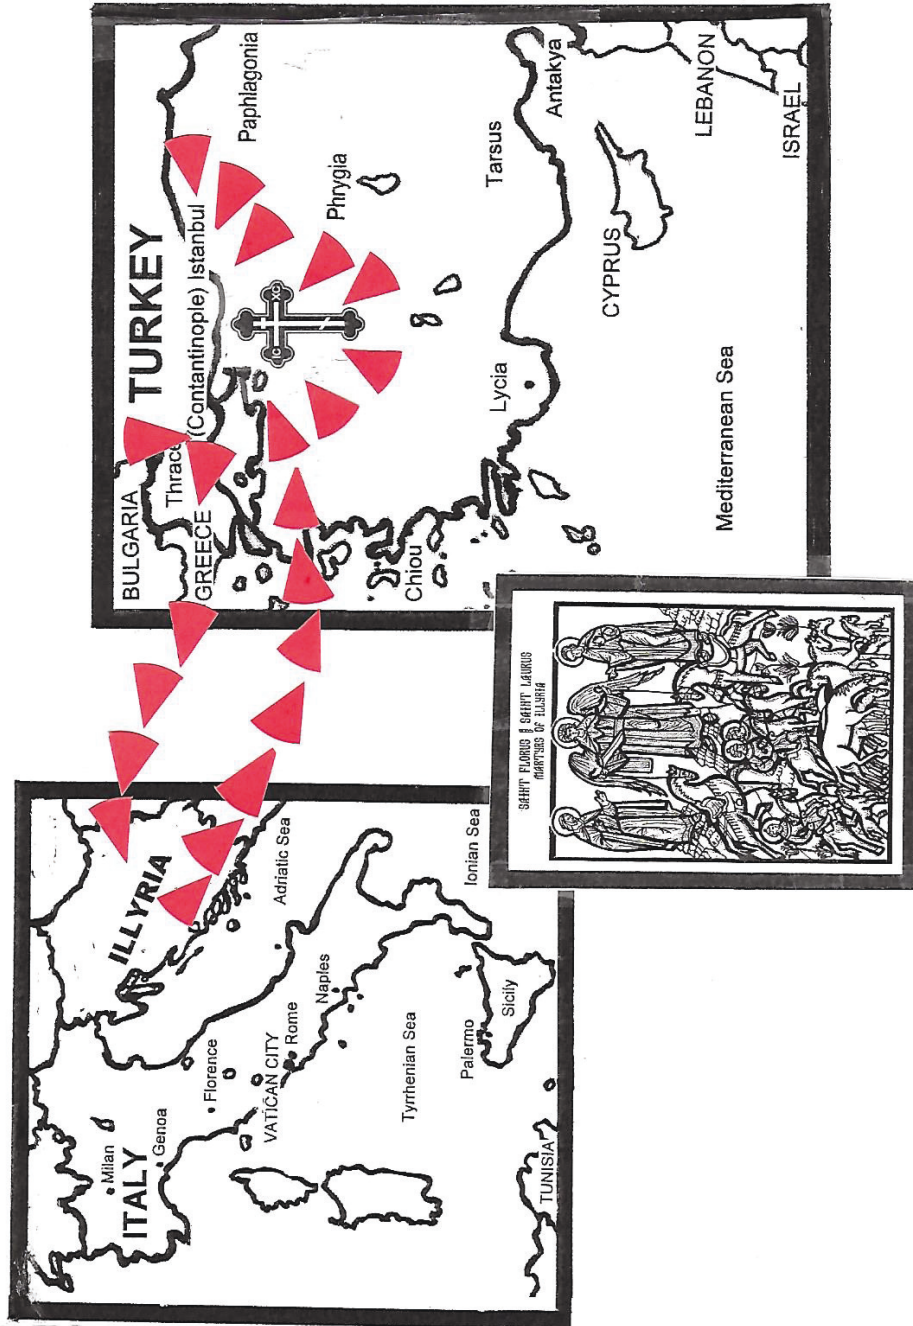 ITALY
Milan
Genoa
Florence
VATICAN CITY
Rome
Naples
Tyrrhenian Sea
Palermo
Sicily
TUNISIA
ILLYRIA
Adriatic Sea
Ionian Sea
SAINT FLORUS & SAINT LAURUS
MARTYRS OF ILLYRIA
TURKEY
BULGARIA
Thrace
(Contantinople) Istanbul
GREECE
Paphlagonia
Phrygia
IC
XC
Chiou
Lycia
Tarsus
Antakya
CYPRUS
LEBANON
ISRAEL
Mediterranean Sea